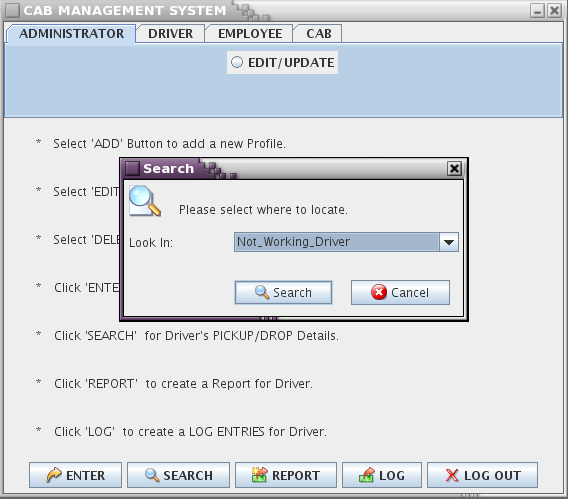 CAB MANAGEMENT SYSTEM
ADMINISTRATOR DRIVER EMPLOYEE CAB
EDIT/UPDATE
* Select 'ADD' Button to add a new Profile.
Search
* Select 'EDIT
Please select where to locate.
* Select 'DELE
Look In: Not_Working_Driver
* Click 'ENTE
Search Cancel
* Click 'SEARCH' for Driver's PICKUP/DROP Details.
* Click 'REPORT' to create a Report for Driver.
* Click 'LOG' to create a LOG ENTRIES for Driver.
ENTER SEARCH REPORT LOG LOG OUT